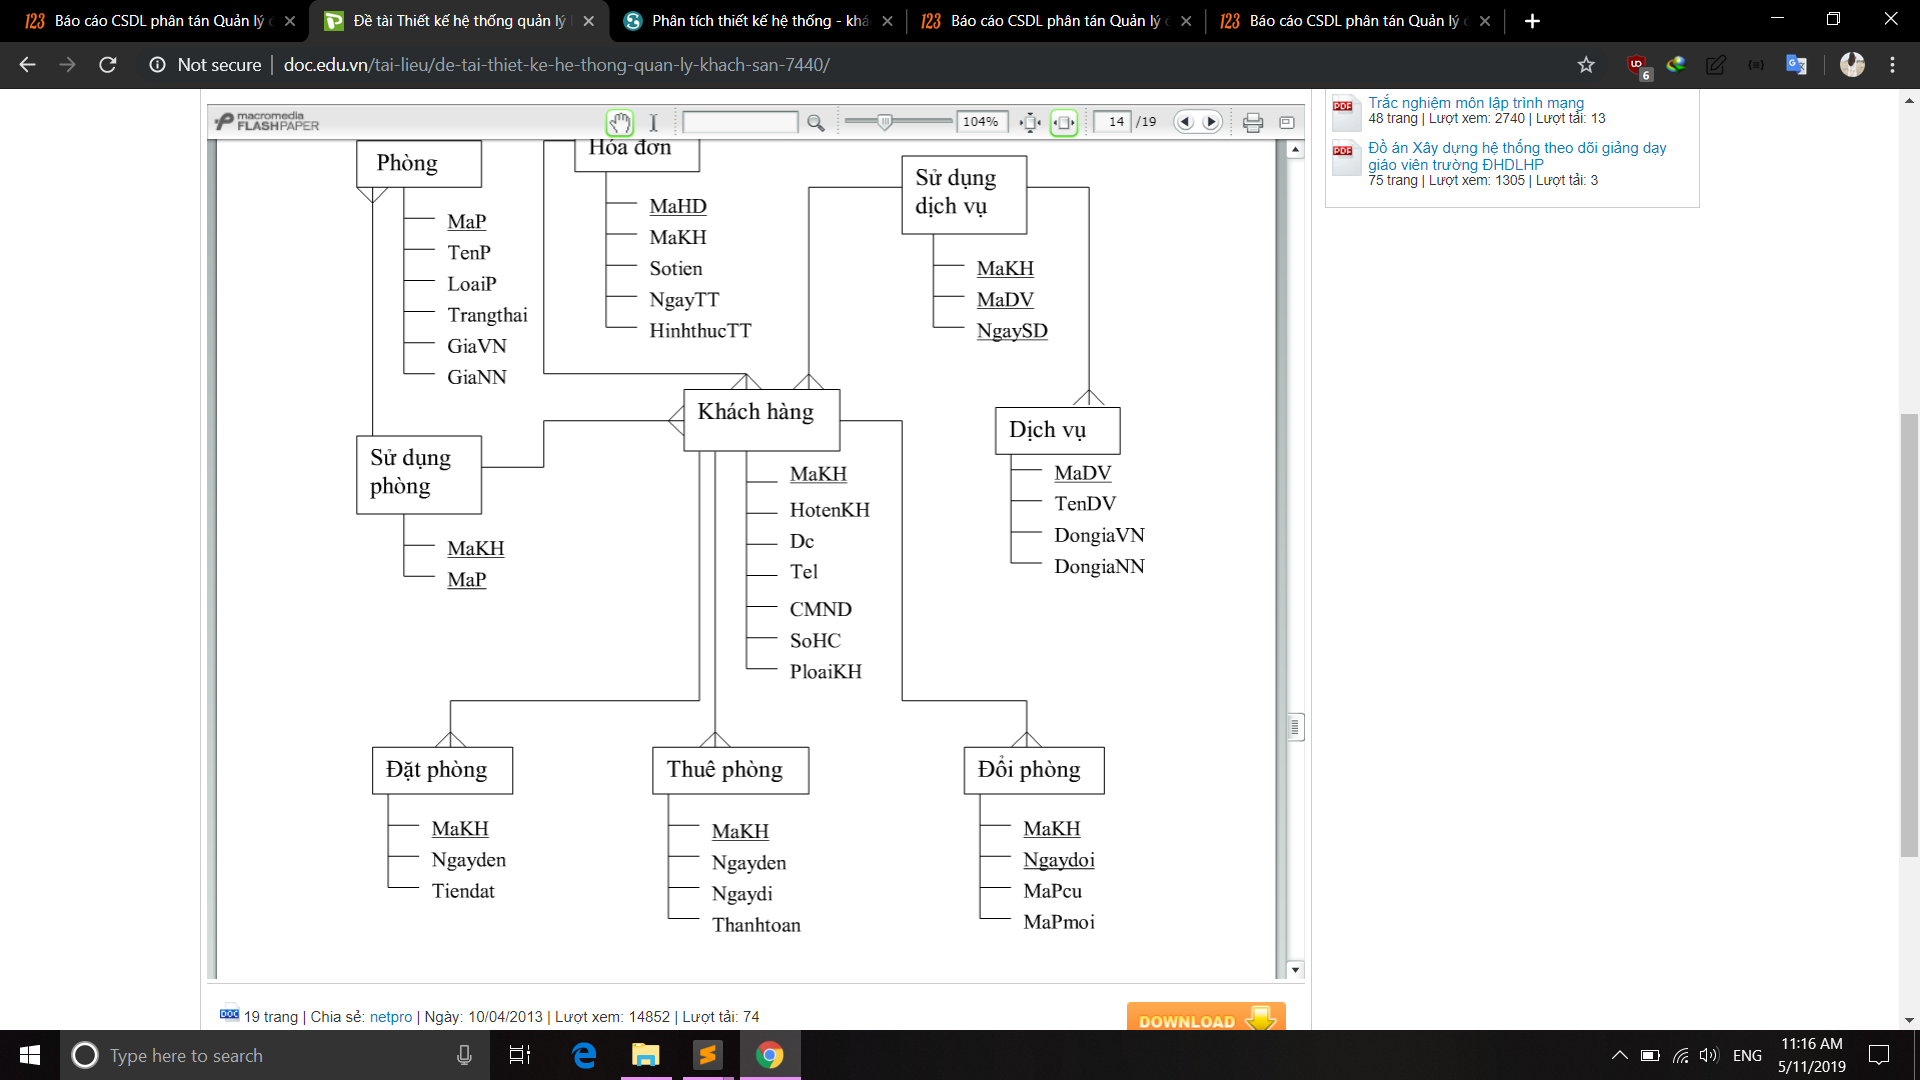 Báo cáo CSDL phân tán Quản lý
Đề tài Thiết kế hệ thống quản lý
Phân tích thiết kế hệ thống - khá
Báo cáo CSDL phân tán Quản lý
Báo cáo CSDL phân tán Quản lý
Not secure | doc.edu.vn/tai-lieu/de-tai-thiet-ke-he-thong-quan-ly-khach-san-7440/
6
macromedia
FLASHPAPER
104%
14 /19
Trắc nghiệm môn lập trình mạng
48 trang | Lượt xem: 2740 | Lượt tải: 13
Đồ án Xây dựng hệ thống theo dõi giảng dạy
giáo viên trường ĐHDLHP
75 trang | Lượt xem: 1305 | Lượt tải: 3
Phòng
MaP
TenP
LoaiP
Trangthai
GiaVN
GiaNN
Hóa đơn
MaHD
MaKH
Sotien
NgayTT
HinhthucTT
Sử dụng
dịch vụ
MaKH
MaDV
NgaySD
Khách hàng
MaKH
HotenKH
Dc
Tel
CMND
SoHC
PloaiKH
Dịch vụ
MaDV
TenDV
DongiaVN
DongiaNN
Sử dụng
phòng
MaKH
MaP
Đặt phòng
MaKH
Ngayden
Tiendat
Thuê phòng
MaKH
Ngayden
Ngaydi
Thanhtoan
Đổi phòng
MaKH
Ngaydoi
MaPcu
MaPmoi
DOC 19 trang | Chia sẻ: netpro | Ngày: 10/04/2013 | Lượt xem: 14852 | Lượt tải: 74
DOWNLOAD
Type here to search
ENG
11:16 AM
5/11/2019